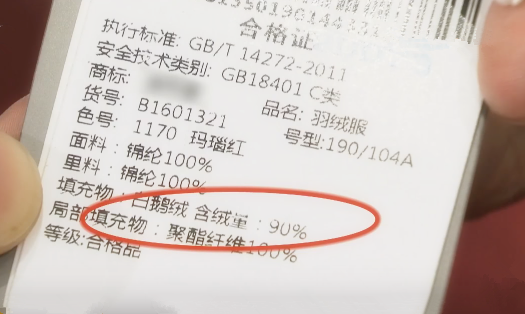 合格证
执行标准: GB/T 14272-2011
安全技术类别: GB18401 C类
商标:
品名: 羽绒服
货号: B1601321
号型:190/104A
色号: 1170 玛瑙红
面料:锦纶100%
里料:锦纶100%
填充物:白鹅绒 含绒量:90%
局部填充物:聚酯纤维100%
等级:合格品